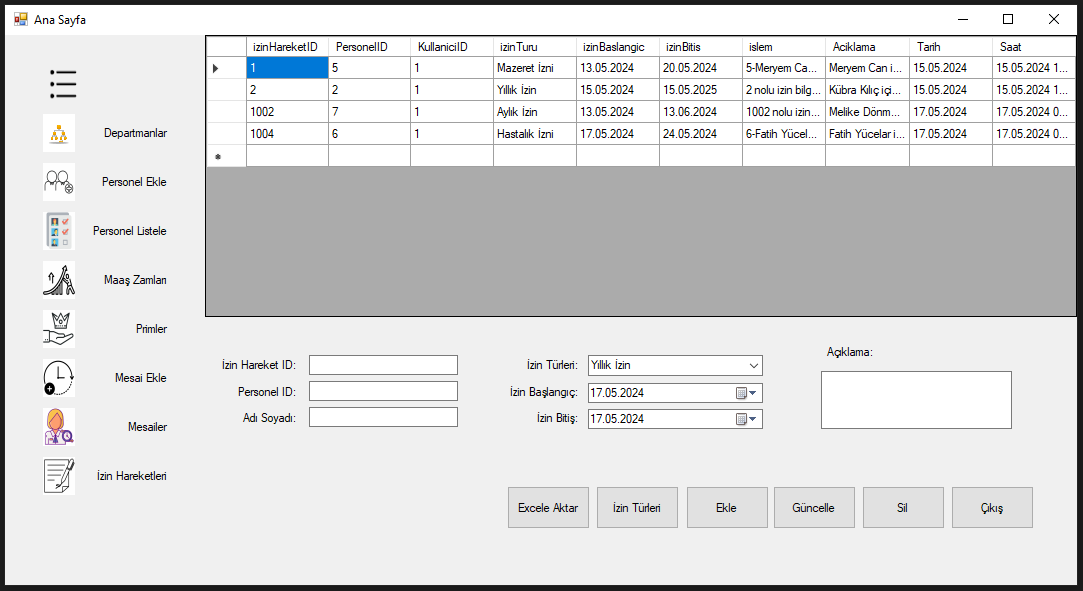 Ana Sayfa
Departmanlar
Personel Ekle
Personel Listele
Maaş Zamları
Primler
Mesai Ekle
Mesailer
İzin Hareketleri
izinHareketID PersonelID KullaniciID izinTuru izinBaslangic izinBitis islem Aciklama Tarih Saat
1 5 1 Mazeret İzni 13.05.2024 20.05.2024 5-Meryem Ca... Meryem Can i... 15.05.2024 15.05.2024 1...
2 2 1 Yıllık İzin 15.05.2024 15.05.2025 2 nolu izin bilg... Kübra Kılıç içi... 15.05.2024 15.05.2024 1...
1002 7 1 Aylık İzin 13.05.2024 13.06.2024 1002 nolu izin... Melike Dönm... 17.05.2024 17.05.2024 0...
1004 6 1 Hastalık İzni 17.05.2024 24.05.2024 6-Fatih Yücel... Fatih Yücelar i... 17.05.2024 17.05.2024 0...
İzin Hareket ID:
Personel ID:
Adı Soyadı:
İzin Türleri: Yıllık İzin
İzin Başlangıç: 17.05.2024
İzin Bitiş: 17.05.2024
Açıklama:
Excele Aktar İzin Türleri Ekle Güncelle Sil Çıkış